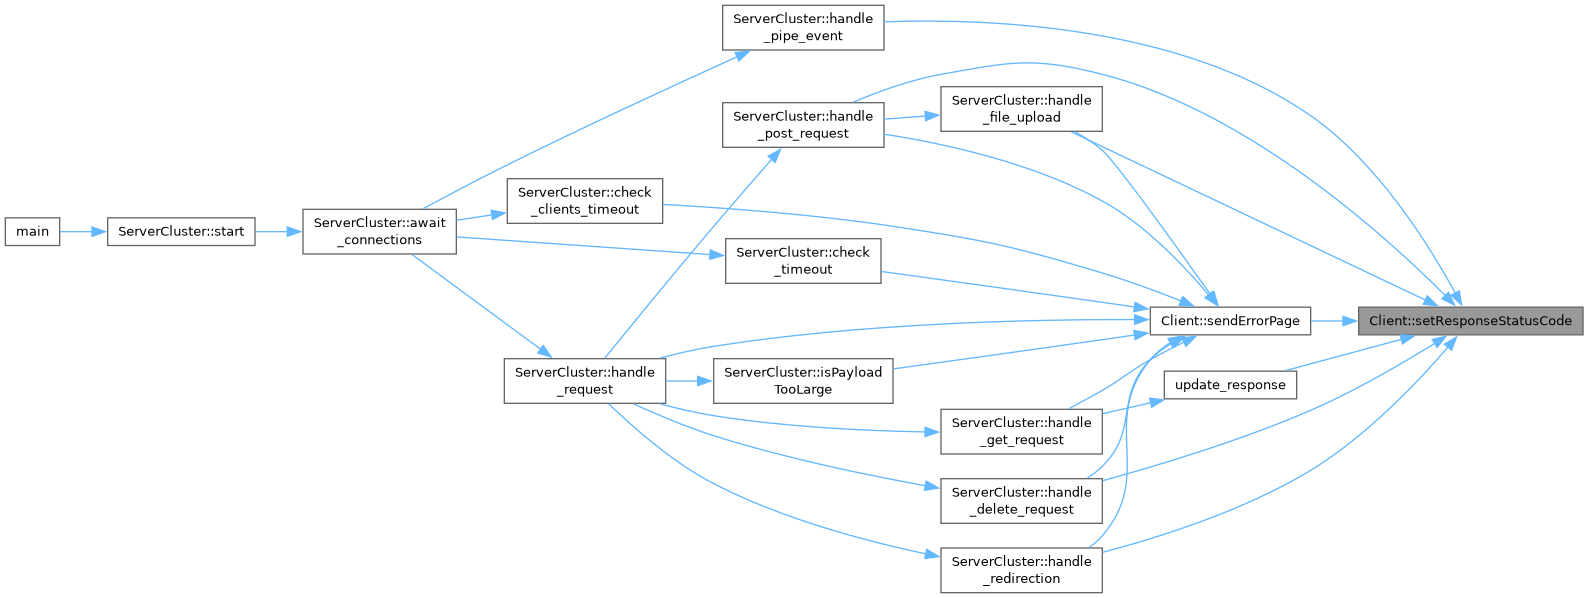 ServerCluster::handle
_pipe_event
ServerCluster::handle
_file_upload
ServerCluster::handle
_post_request
ServerCluster::check
_clients_timeout
main
ServerCluster::start
ServerCluster::await
_connections
ServerCluster::check
_timeout
Client::sendErrorPage
Client::setResponseStatusCode
ServerCluster::handle
_request
ServerCluster::isPayload
TooLarge
update_response
ServerCluster::handle
_get_request
ServerCluster::handle
_delete_request
ServerCluster::handle
_redirection